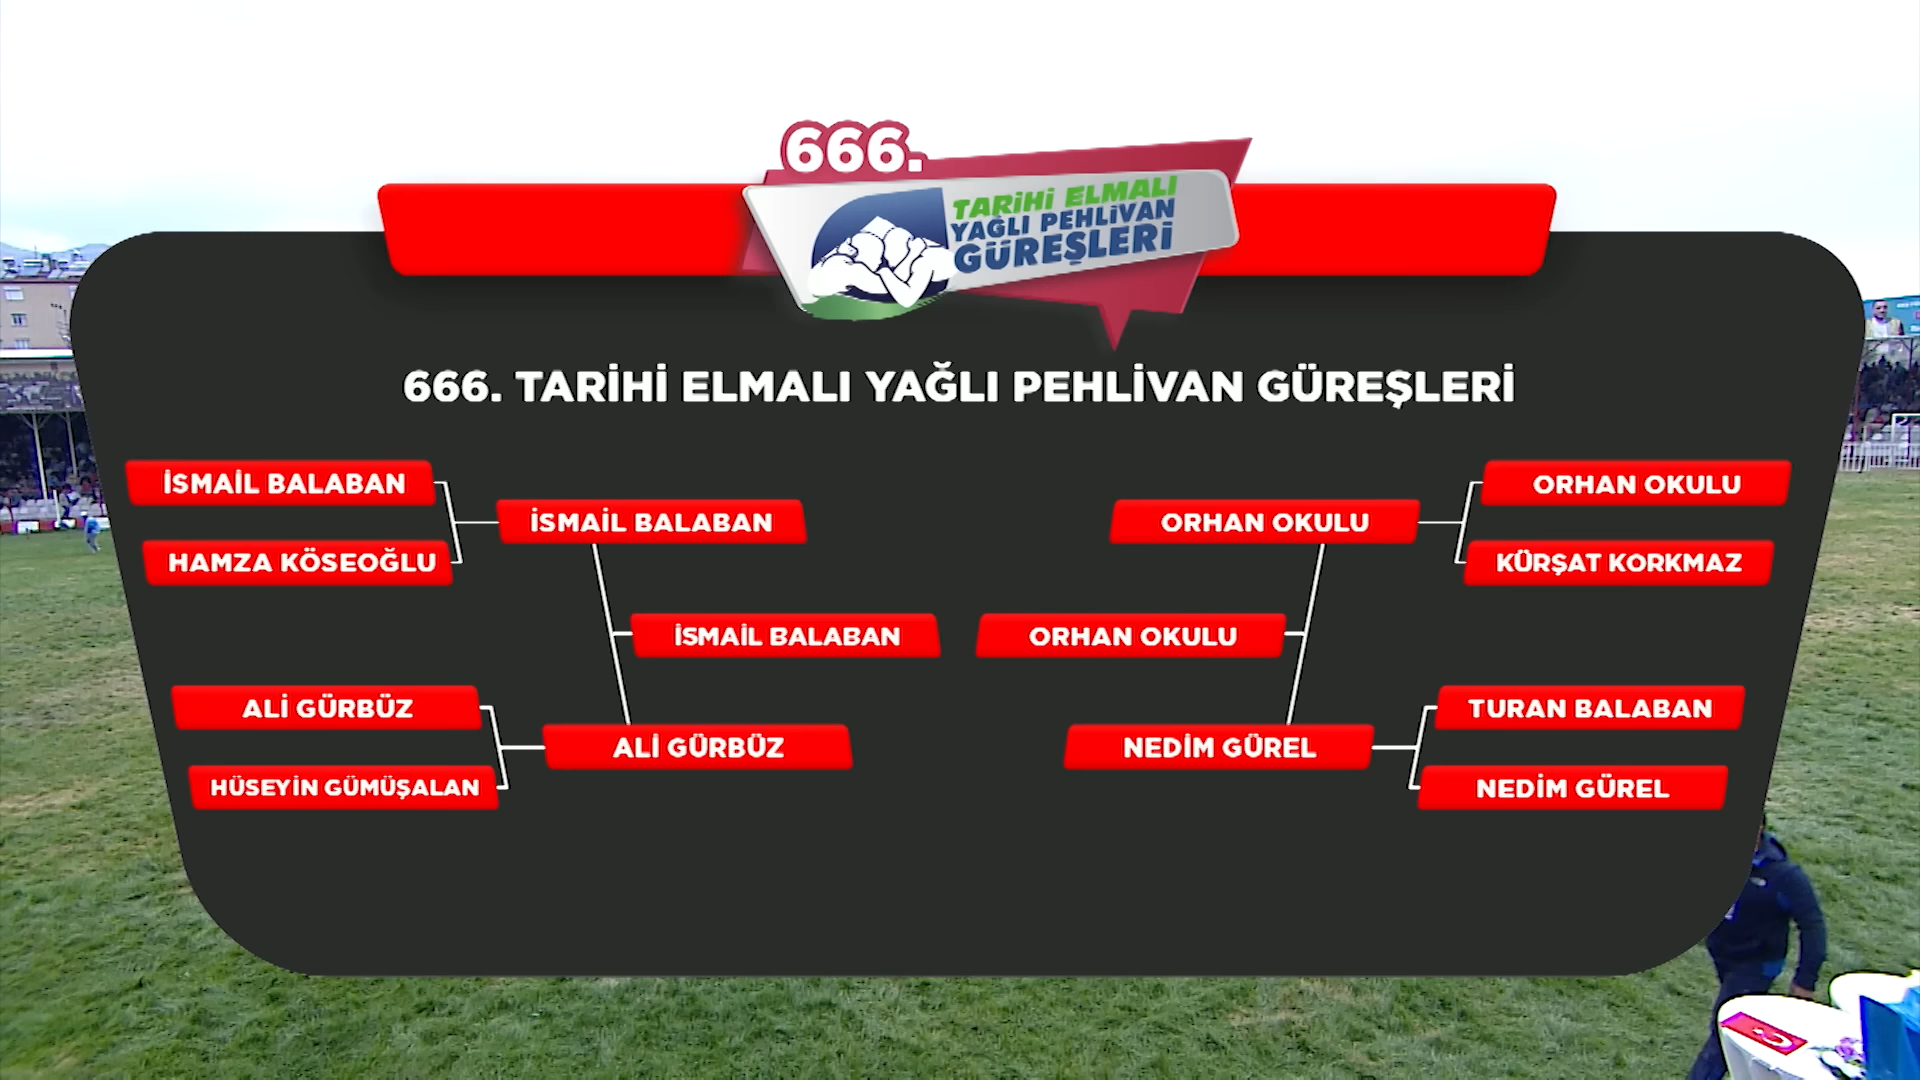 666.
TARİHİ ELMALI
YAĞLI PEHLİVAN
GÜREŞLERİ
666. TARİHİ ELMALI YAĞLI PEHLİVAN GÜREŞLERİ
İSMAİL BALABAN
HAMZA KÖSEOĞLU
İSMAİL BALABAN
İSMAİL BALABAN
ALİ GÜRBÜZ
HÜSEYİN GÜMÜŞALAN
ALİ GÜRBÜZ
ORHAN OKULU
KÜRŞAT KORKMAZ
ORHAN OKULU
ORHAN OKULU
TURAN BALABAN
NEDİM GÜREL
NEDİM GÜREL